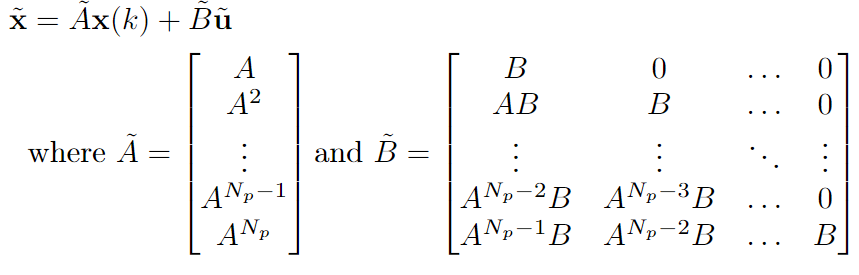 x̃ = Ãx(k) + B̃ũ
where Ã = [A; A^2; ⋮; A^{N_p−1}; A^{N_p}] and B̃ = [B 0 … 0; AB B … 0; ⋮ ⋮ ⋱ ⋮; A^{N_p−2}B A^{N_p−3}B … 0; A^{N_p−1}B A^{N_p−2}B … B]